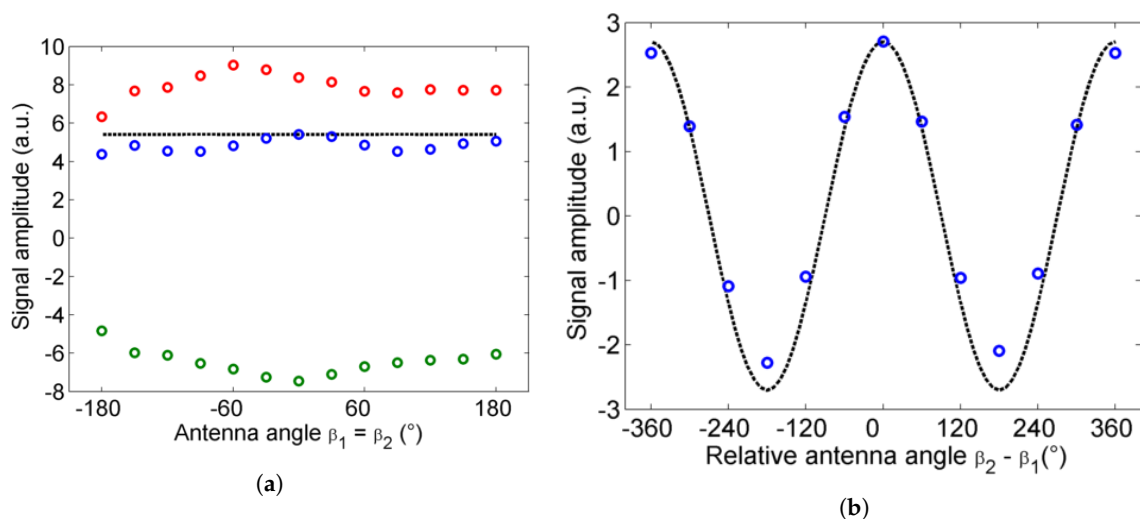 Signal amplitude (a.u.)
10
8
6
4
2
0
-2
-4
-6
-8
-180 -60 60 180
Antenna angle β1 = β2 (°)
(a)
Signal amplitude (a.u.)
3
2
1
0
-1
-2
-3
-360 -240 -120 0 120 240 360
Relative antenna angle β2 - β1(°)
(b)